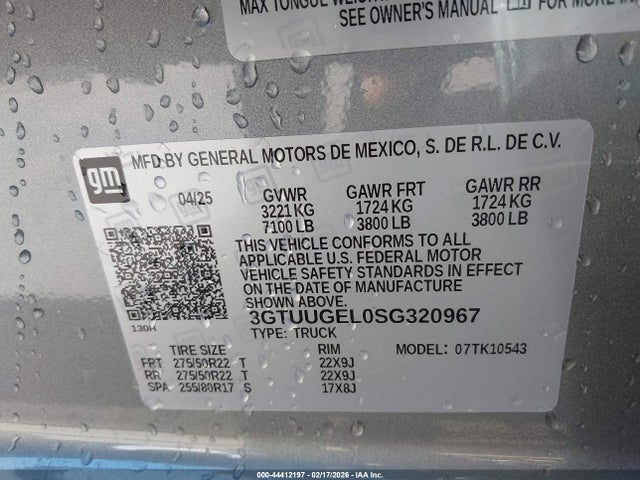 MAX TONGUE WEIGHT
SEE OWNER'S MANUAL FOR MORE IN
gm
MFD BY GENERAL MOTORS DE MEXICO, S. DE R.L. DE C.V.
04/25 GVWR GAWR FRT GAWR RR
3221 KG 1724 KG 1724 KG
7100 LB 3800 LB 3800 LB
THIS VEHICLE CONFORMS TO ALL
APPLICABLE U.S. FEDERAL MOTOR
VEHICLE SAFETY STANDARDS IN EFFECT
ON THE DATE OF MANUFACTURE
SHOWN ABOVE.
130H
3GTUUGEL0SG320967
TYPE: TRUCK
TIRE SIZE RIM MODEL: 07TK10543
FRT 275/50R22 T 22X9J
RR 275/50R22 T 22X9J
SPA 255/80R17 S 17X8J
000-44412197 - 02/17/2026 - © IAA, Inc.